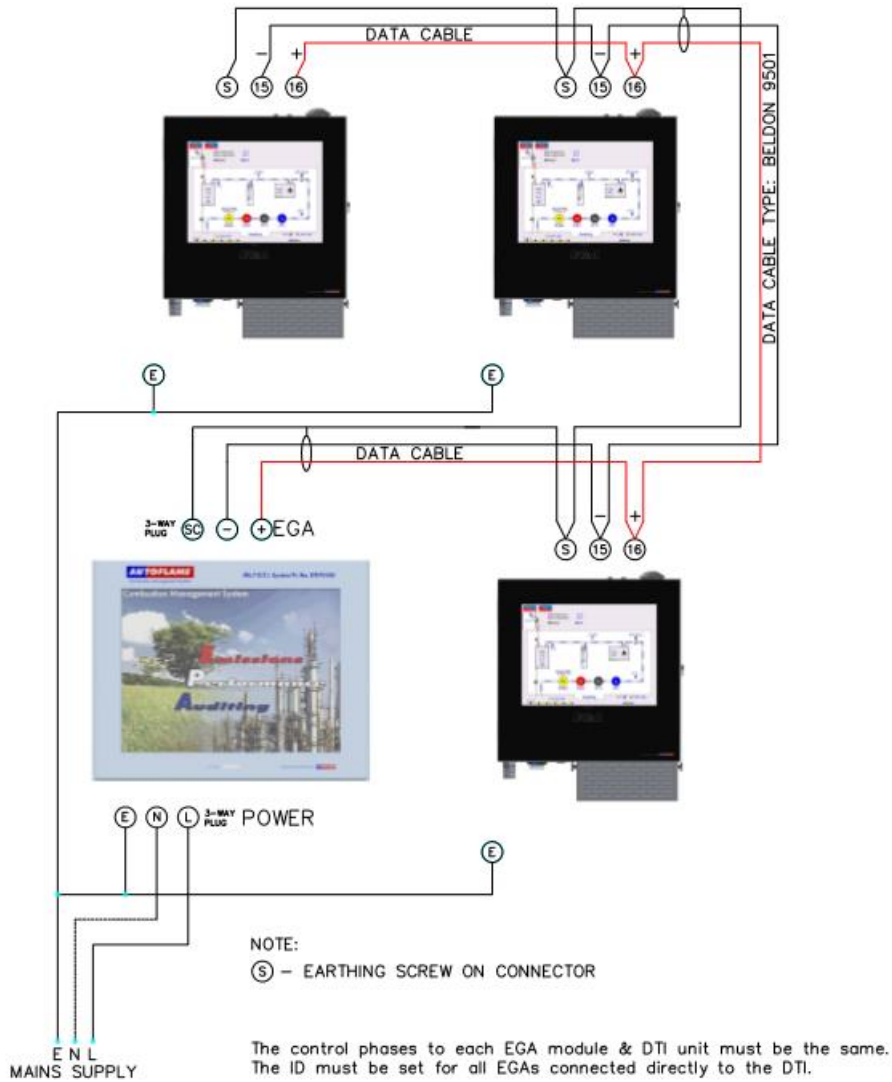 DATA CABLE
− + − +
S 15 16 S 15 16
DATA CABLE TYPE: BELDON 9501
E E
DATA CABLE
3-WAY PLUG SC − + EGA
− +
S 15 16
AUTOFLAME
Combustion Management System
Emissions
Performance
Auditing
E N L 3-WAY PLUG POWER
E
NOTE:
S – EARTHING SCREW ON CONNECTOR
E N L
MAINS SUPPLY
The control phases to each EGA module & DTI unit must be the same.
The ID must be set for all EGAs connected directly to the DTI.